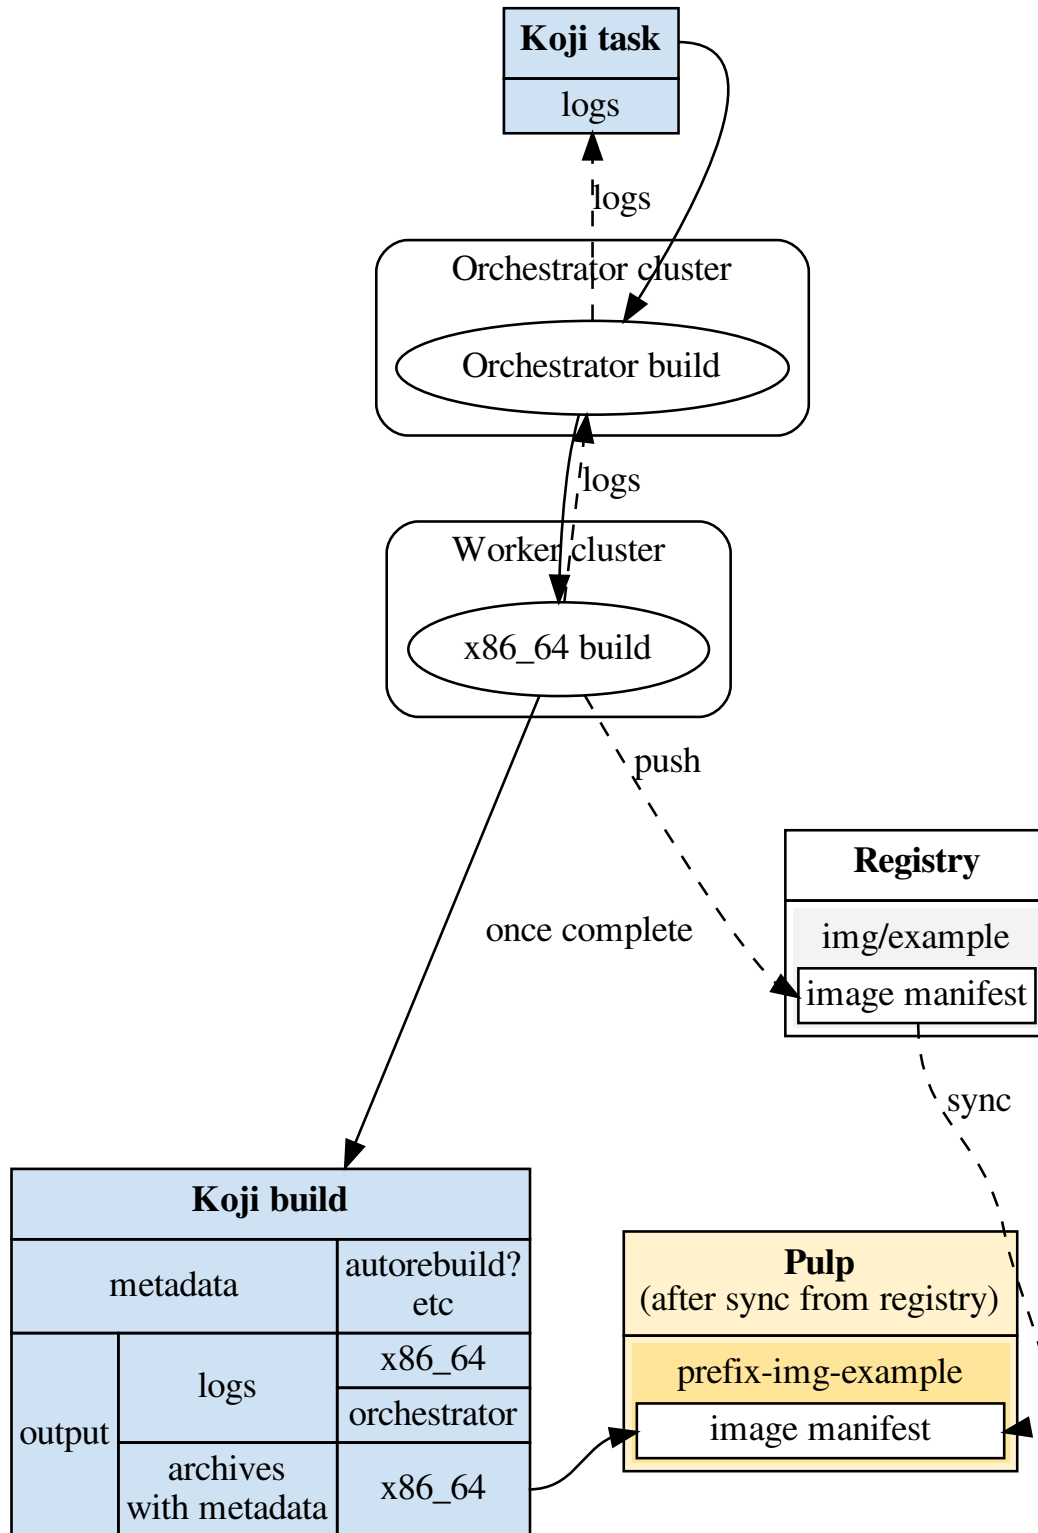 Koji task
logs
logs
Orchestrator cluster
Orchestrator build
logs
Worker cluster
x86_64 build
push
Registry
once complete
img/example
image manifest
sync
Koji build
metadata
autorebuild?
etc
Pulp
(after sync from registry)
output
logs
x86_64
orchestrator
prefix-img-example
image manifest
archives
with metadata
x86_64